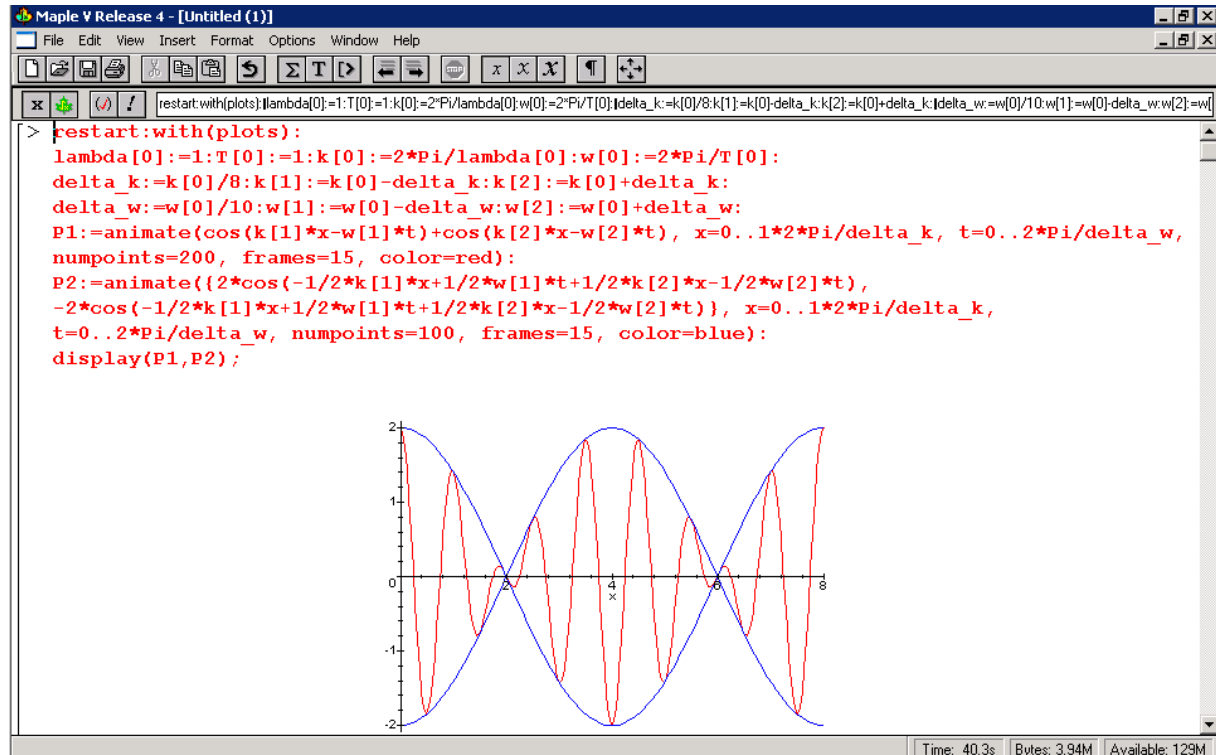 Maple V Release 4 - [Untitled (1)]
File Edit View Insert Format Options Window Help
STOP
Σ T [> x x x ¶
x (√) ! restart:with(plots):lambda[0]:=1:T[0]:=1:k[0]:=2*Pi/lambda[0]:w[0]:=2*Pi/T[0]:delta_k:=k[0]/8:k[1]:=k[0]-delta_k:k[2]:=k[0]+delta_k:delta_w:=w[0]/10:w[1]:=w[0]-delta_w:w[2]:=w[
[> restart:with(plots):
lambda[0]:=1:T[0]:=1:k[0]:=2*Pi/lambda[0]:w[0]:=2*Pi/T[0]:
delta_k:=k[0]/8:k[1]:=k[0]-delta_k:k[2]:=k[0]+delta_k:
delta_w:=w[0]/10:w[1]:=w[0]-delta_w:w[2]:=w[0]+delta_w:
P1:=animate(cos(k[1]*x-w[1]*t)+cos(k[2]*x-w[2]*t), x=0..1*2*Pi/delta_k, t=0..2*Pi/delta_w,
numpoints=200, frames=15, color=red):
P2:=animate({2*cos(-1/2*k[1]*x+1/2*w[1]*t+1/2*k[2]*x-1/2*w[2]*t),
-2*cos(-1/2*k[1]*x+1/2*w[1]*t+1/2*k[2]*x-1/2*w[2]*t)}, x=0..1*2*Pi/delta_k,
t=0..2*Pi/delta_w, numpoints=100, frames=15, color=blue):
display(P1,P2);
2
1
0 2 4 6 8
x
-1
-2
Time: 40.3s Bytes: 3.94M Available: 129M